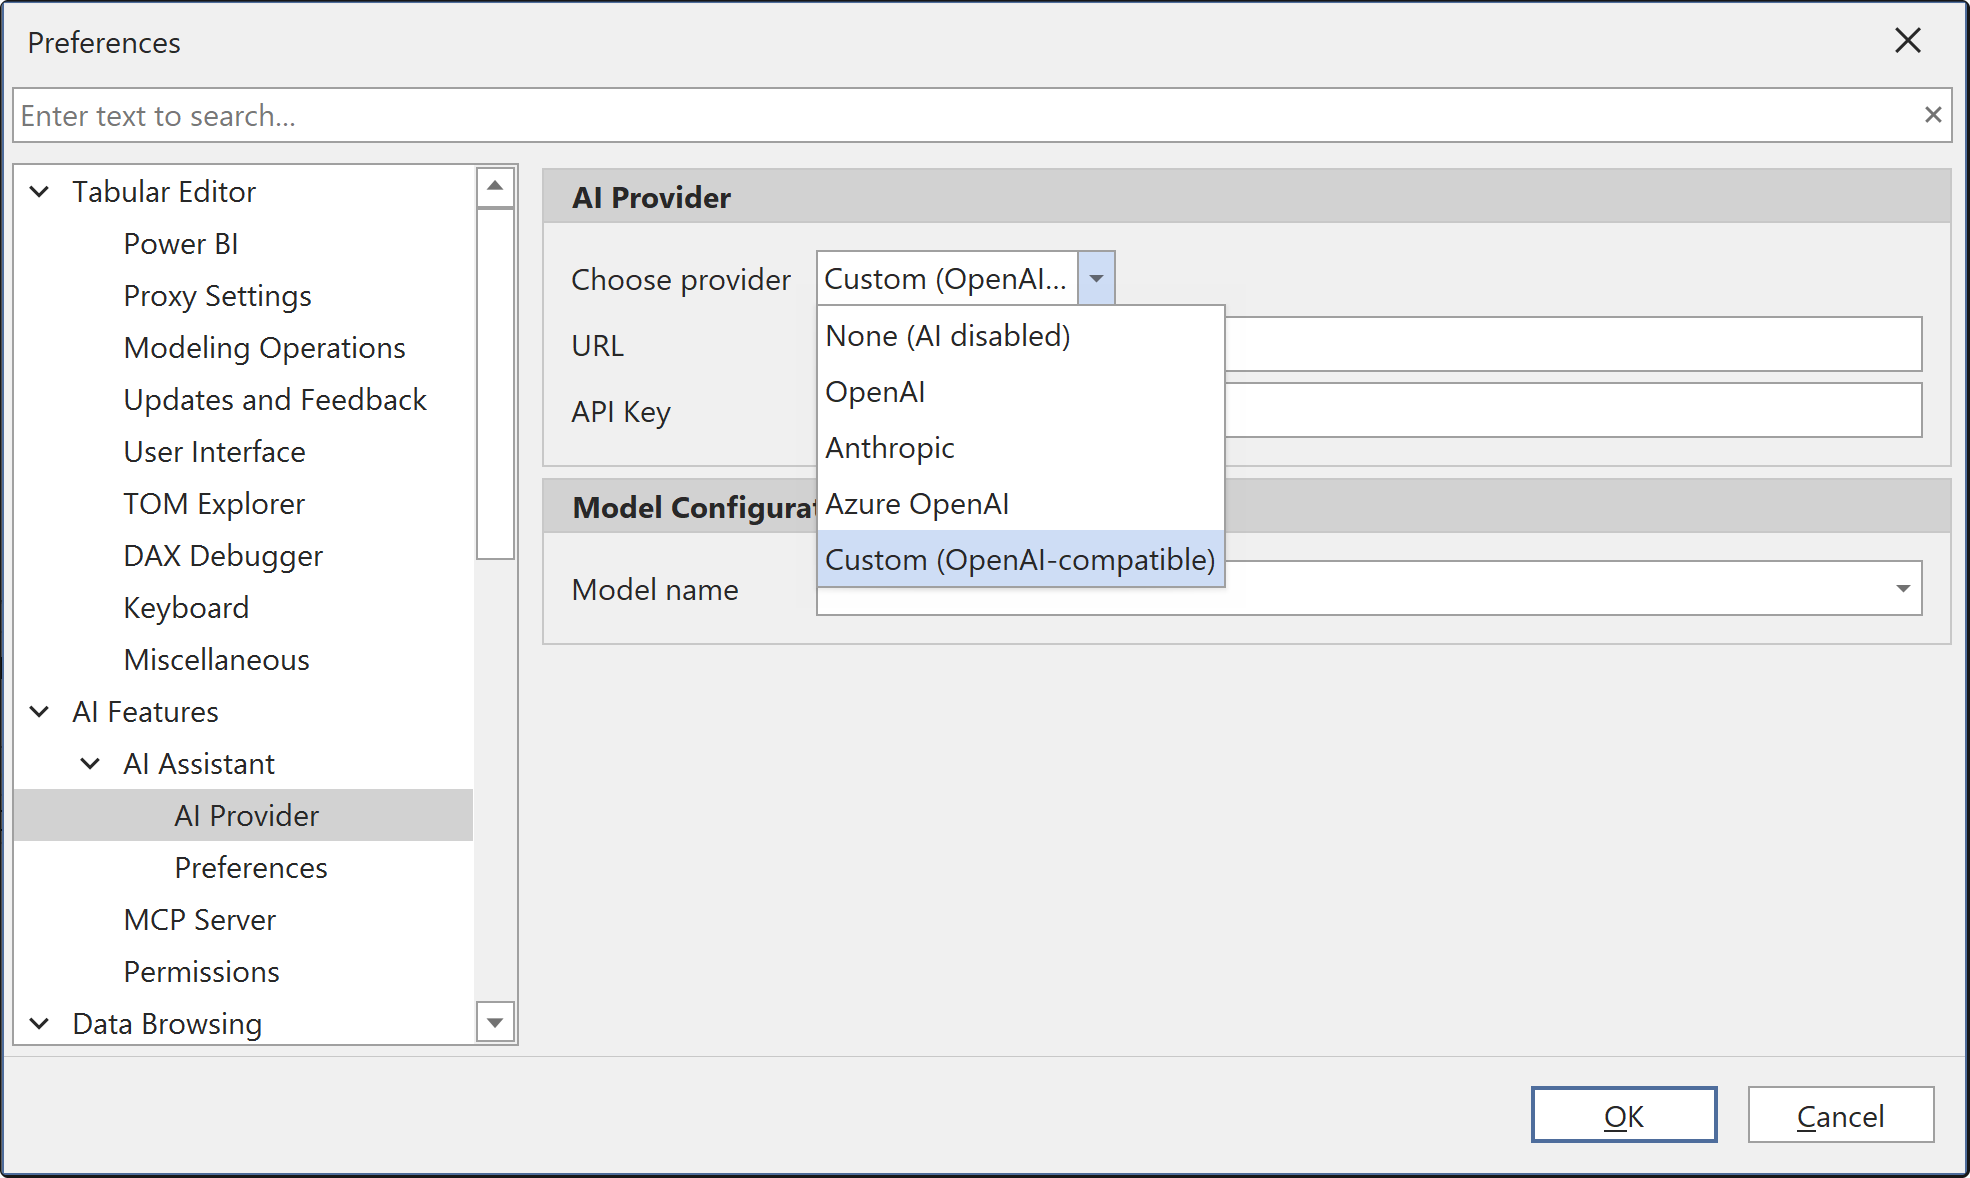 Preferences
Enter text to search...
Tabular Editor
Power BI
Proxy Settings
Modeling Operations
Updates and Feedback
User Interface
TOM Explorer
DAX Debugger
Keyboard
Miscellaneous
AI Features
AI Assistant
AI Provider
Preferences
MCP Server
Permissions
Data Browsing
AI Provider
Choose provider
Custom (OpenAI...
None (AI disabled)
OpenAI
Anthropic
Azure OpenAI
Custom (OpenAI-compatible)
URL
API Key
Model Configurat
Model name
OK
Cancel